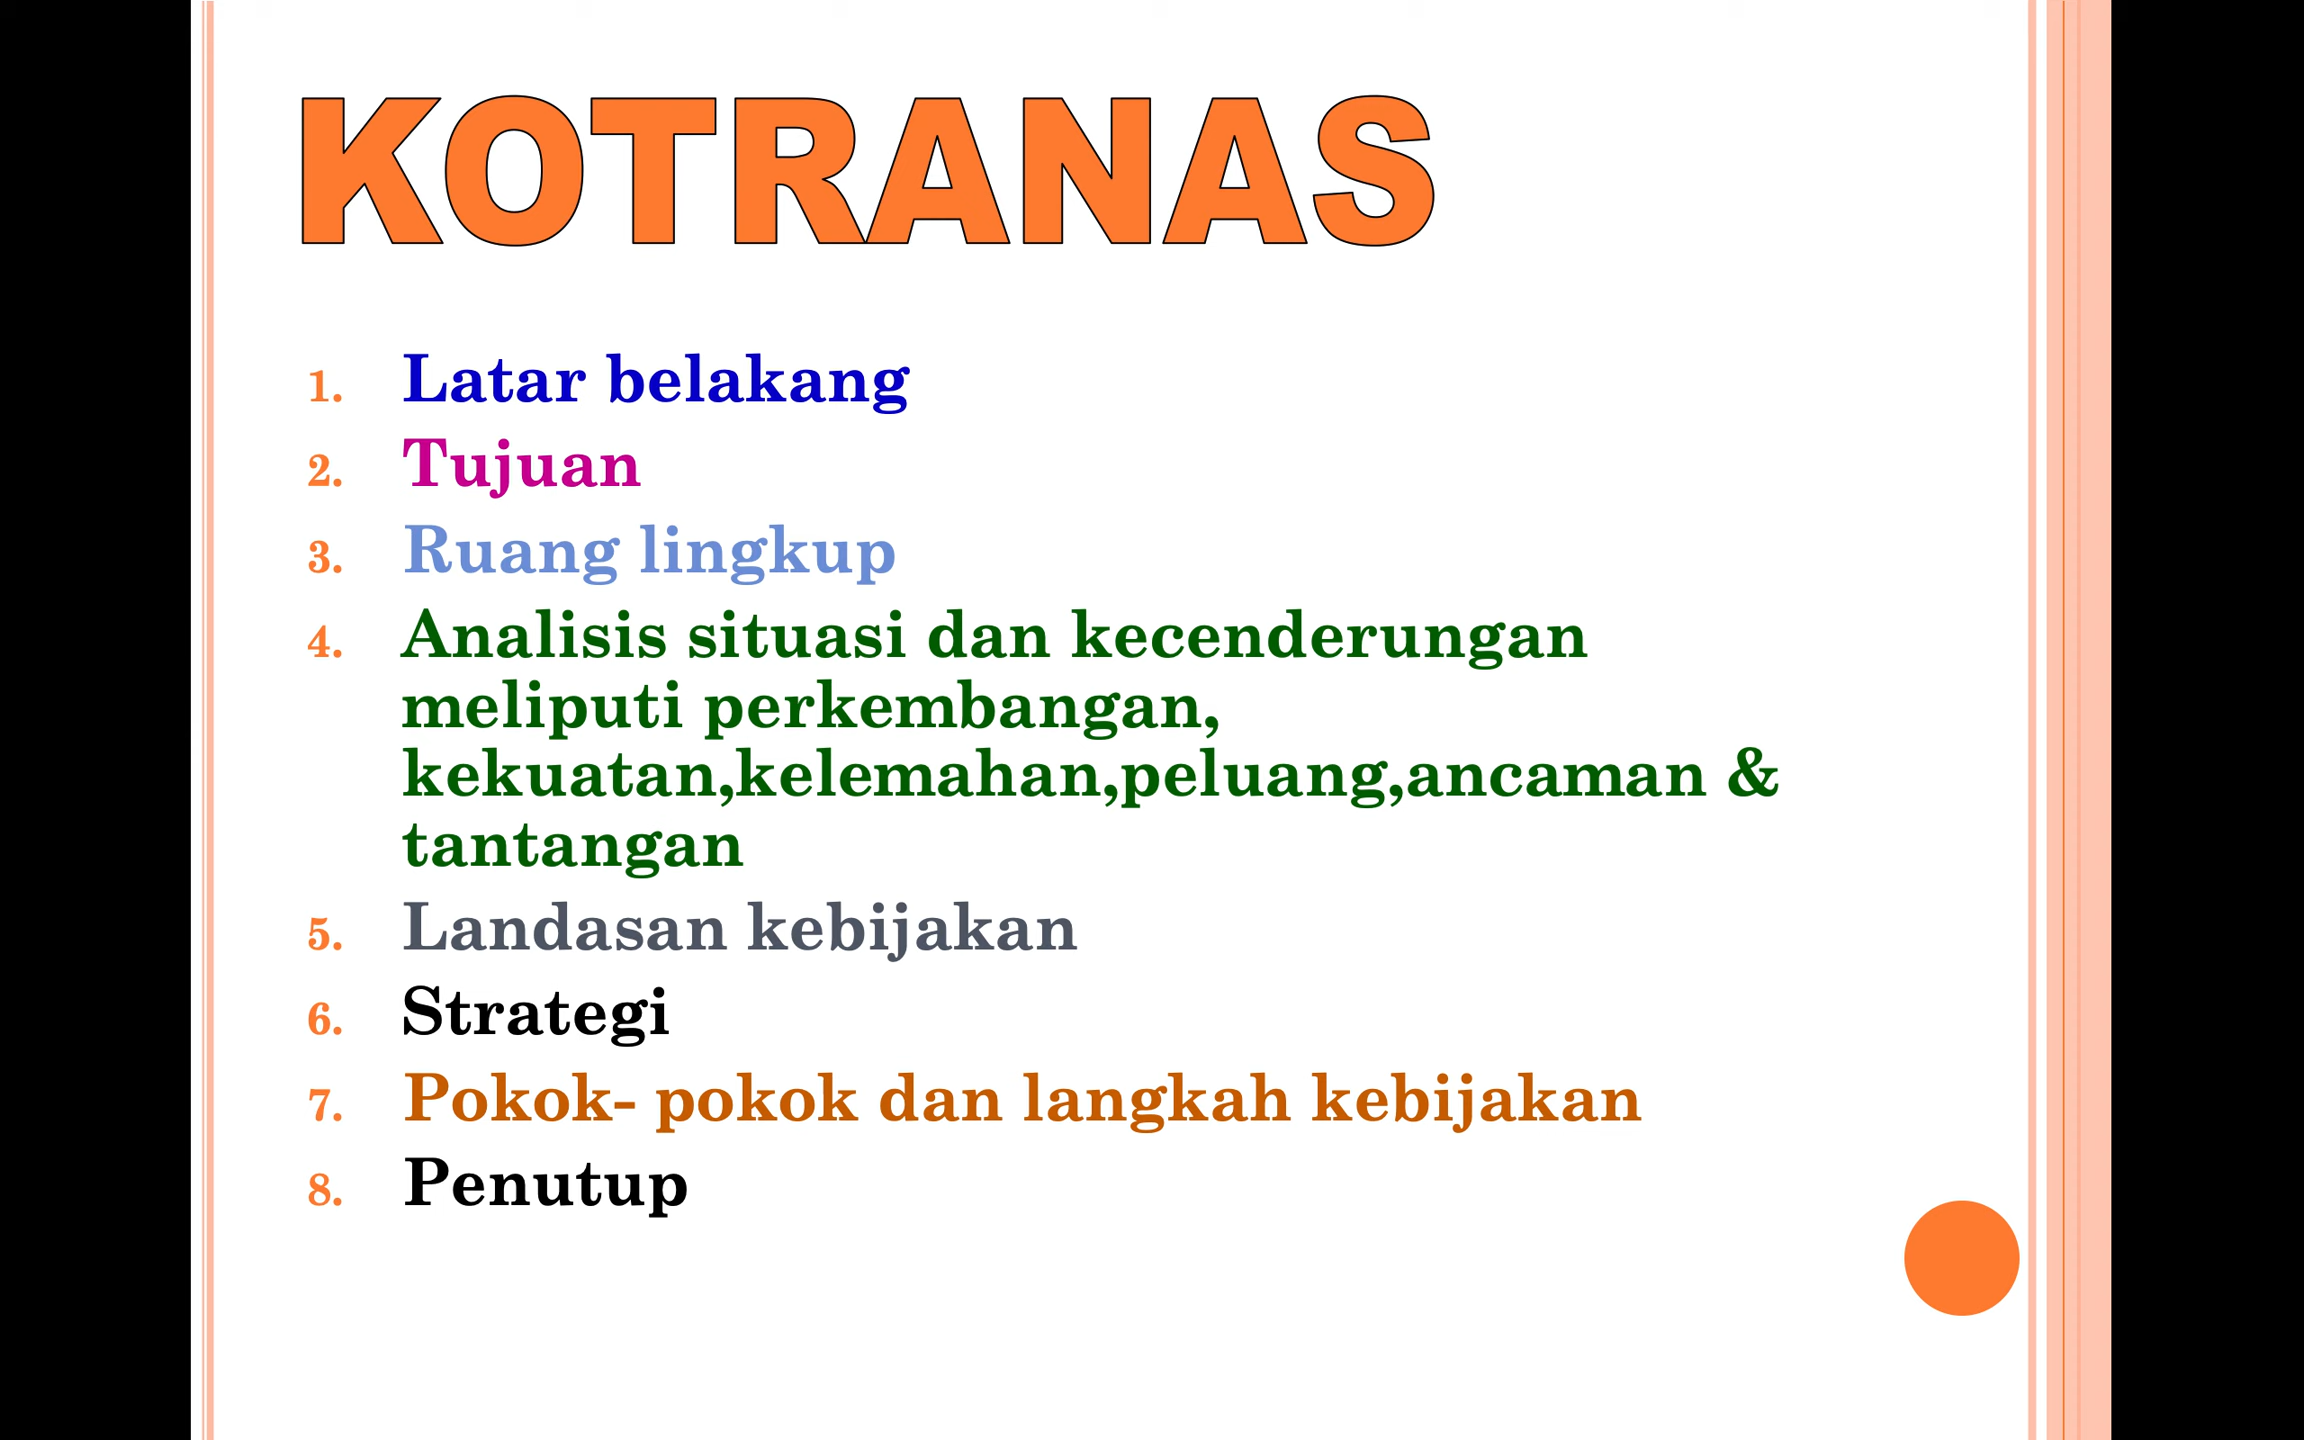 KOTRANAS
1. Latar belakang
2. Tujuan
3. Ruang lingkup
4. Analisis situasi dan kecenderungan
meliputi perkembangan,
kekuatan,kelemahan,peluang,ancaman &
tantangan
5. Landasan kebijakan
6. Strategi
7. Pokok- pokok dan langkah kebijakan
8. Penutup